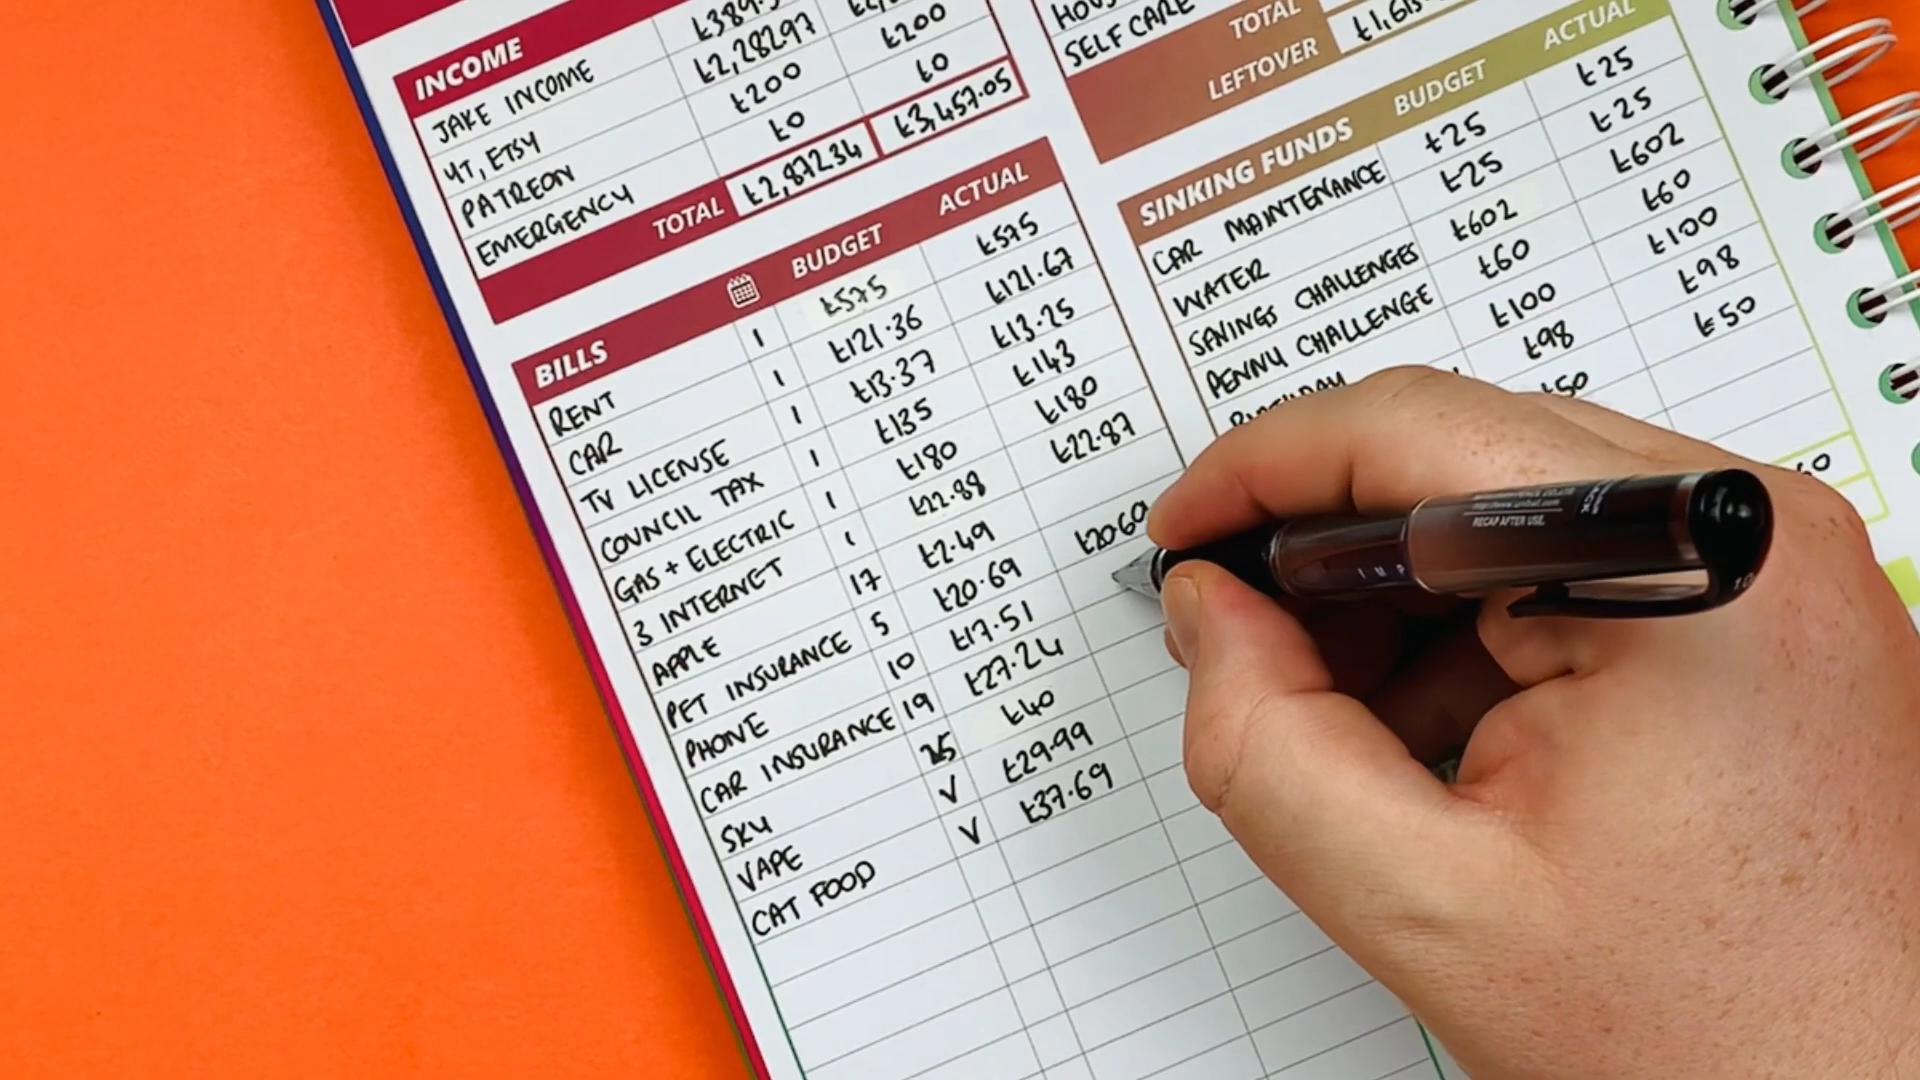 INCOME
JAKE INCOME
YT, ETSY £2,282.97
PATREON £200 £200
EMERGENCY £0 £0
TOTAL £2,872.34 £3,457.05
BILLS BUDGET ACTUAL
RENT 1 £575 £575
CAR 1 £121.36 £121.67
TV LICENSE 1 £13.37 £13.25
COUNCIL TAX 1 £135 £143
GAS + ELECTRIC 1 £180 £180
3 INTERNET 1 £22.88 £22.87
APPLE 17 £2.49
PET INSURANCE 5 £20.69 £20.69
PHONE 10 £17.51
CAR INSURANCE 19 £27.24
SKY 25 £40
VAPE V £29.99
CAT FOOD V £37.69
SELF CARE
TOTAL
LEFTOVER
SINKING FUNDS BUDGET ACTUAL
CAR MAINTENANCE £25 £25
WATER £25 £25
SAVINGS CHALLENGES £602 £602
PENNY CHALLENGE £60 £60
£100 £100
£98 £98
£50 £50
RECAP AFTER USE.